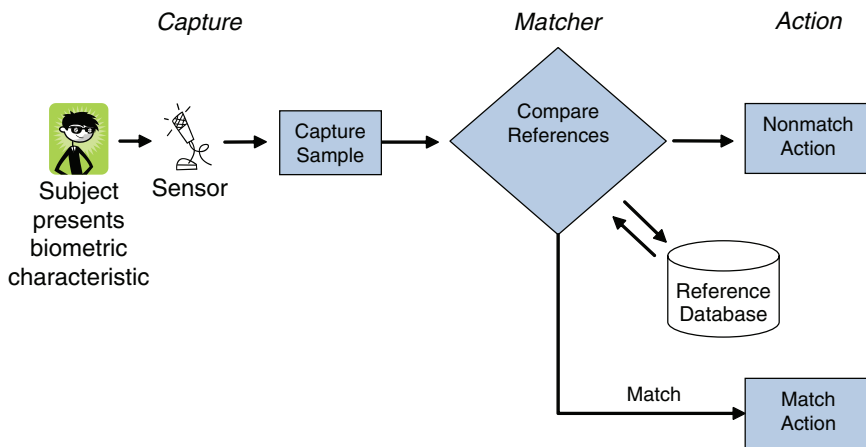 Capture
Matcher
Action
Subject
presents
biometric
characteristic
Sensor
Capture
Sample
Compare
References
Nonmatch
Action
Reference
Database
Match
Match
Action